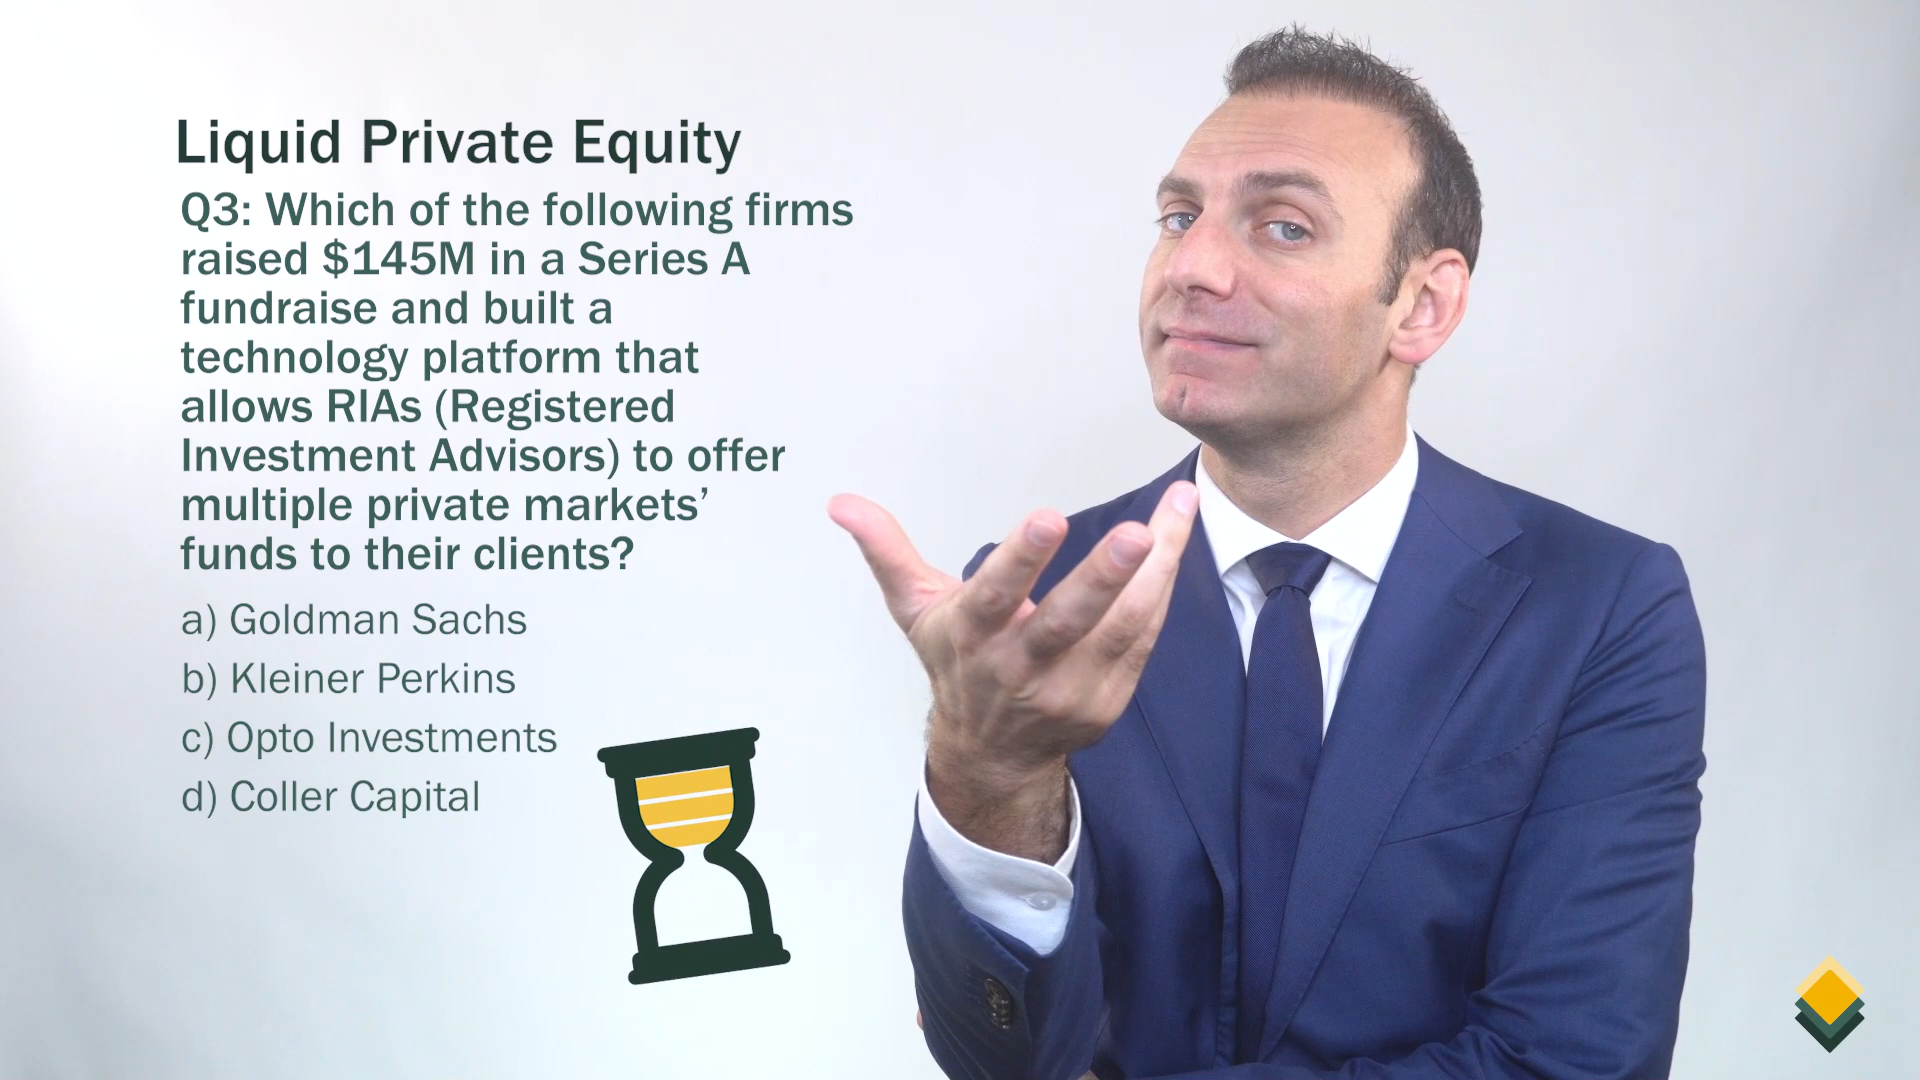 Liquid Private Equity
Q3: Which of the following firms
raised $145M in a Series A
fundraise and built a
technology platform that
allows RIAs (Registered
Investment Advisors) to offer
multiple private markets’
funds to their clients?
a) Goldman Sachs
b) Kleiner Perkins
c) Opto Investments
d) Coller Capital